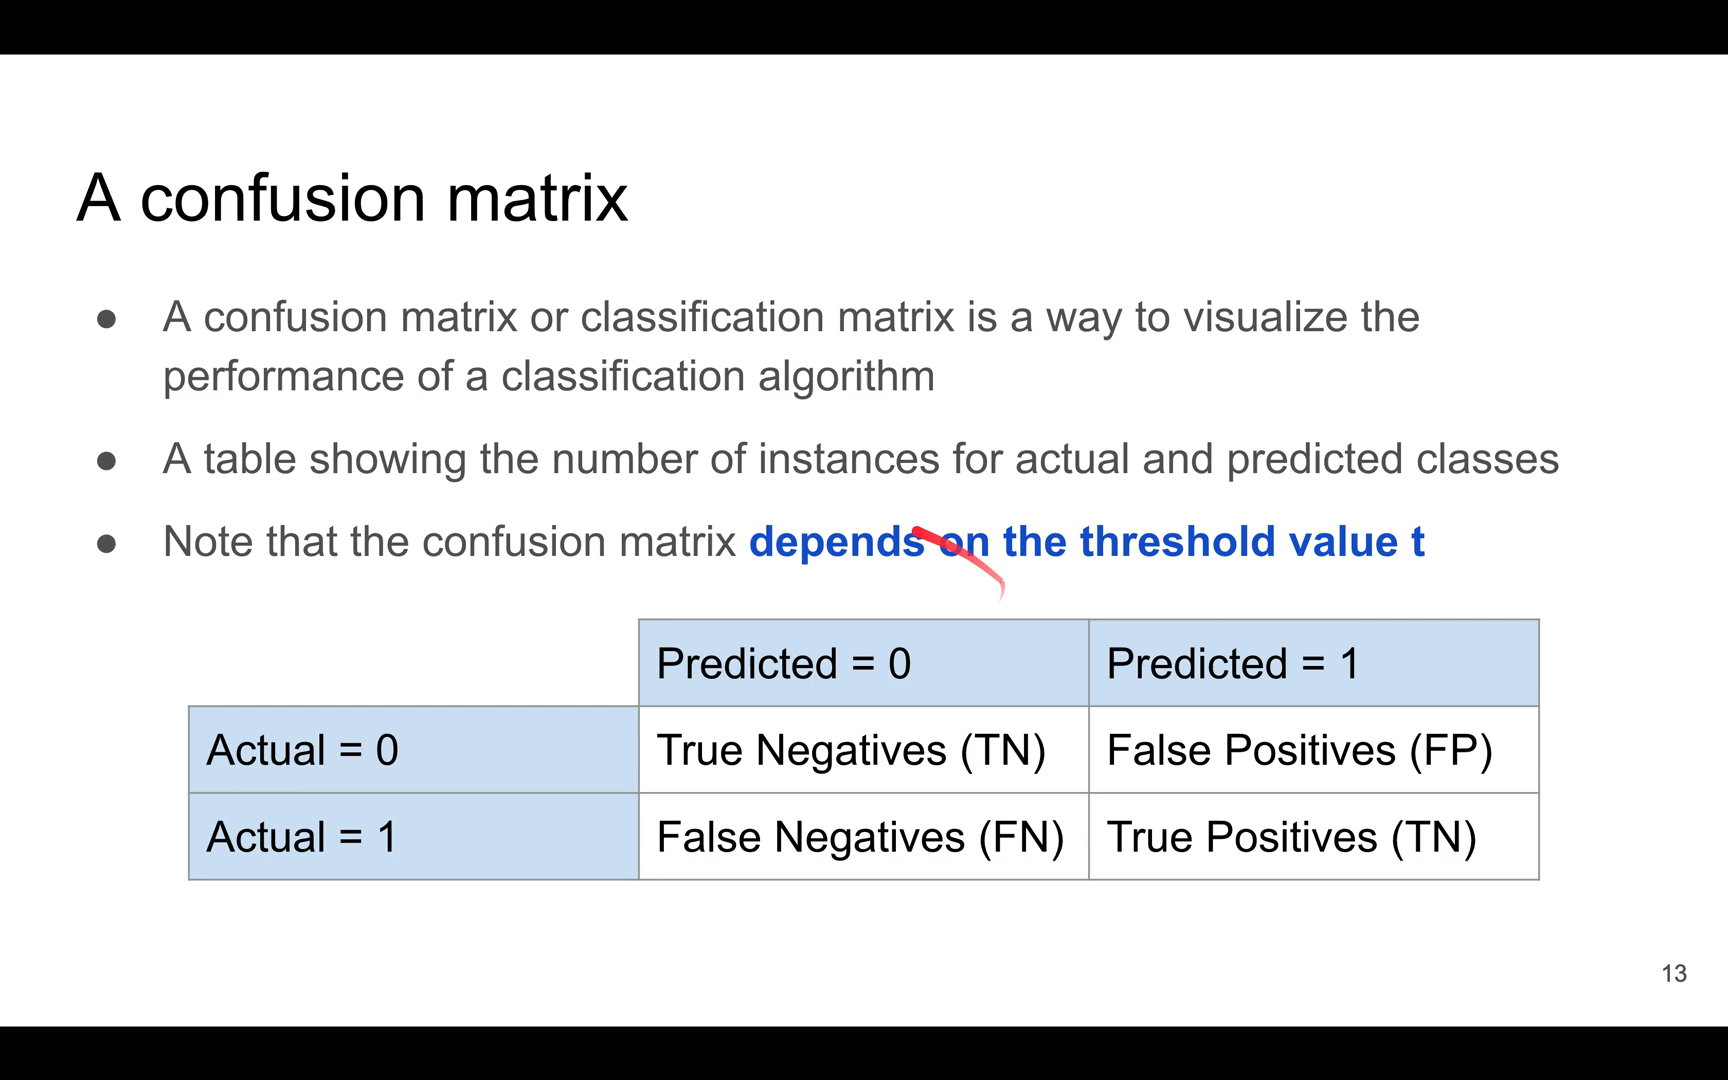 A confusion matrix
● A confusion matrix or classification matrix is a way to visualize the
performance of a classification algorithm
● A table showing the number of instances for actual and predicted classes
● Note that the confusion matrix depends on the threshold value t
Predicted = 0 Predicted = 1
Actual = 0 True Negatives (TN) False Positives (FP)
Actual = 1 False Negatives (FN) True Positives (TN)
13